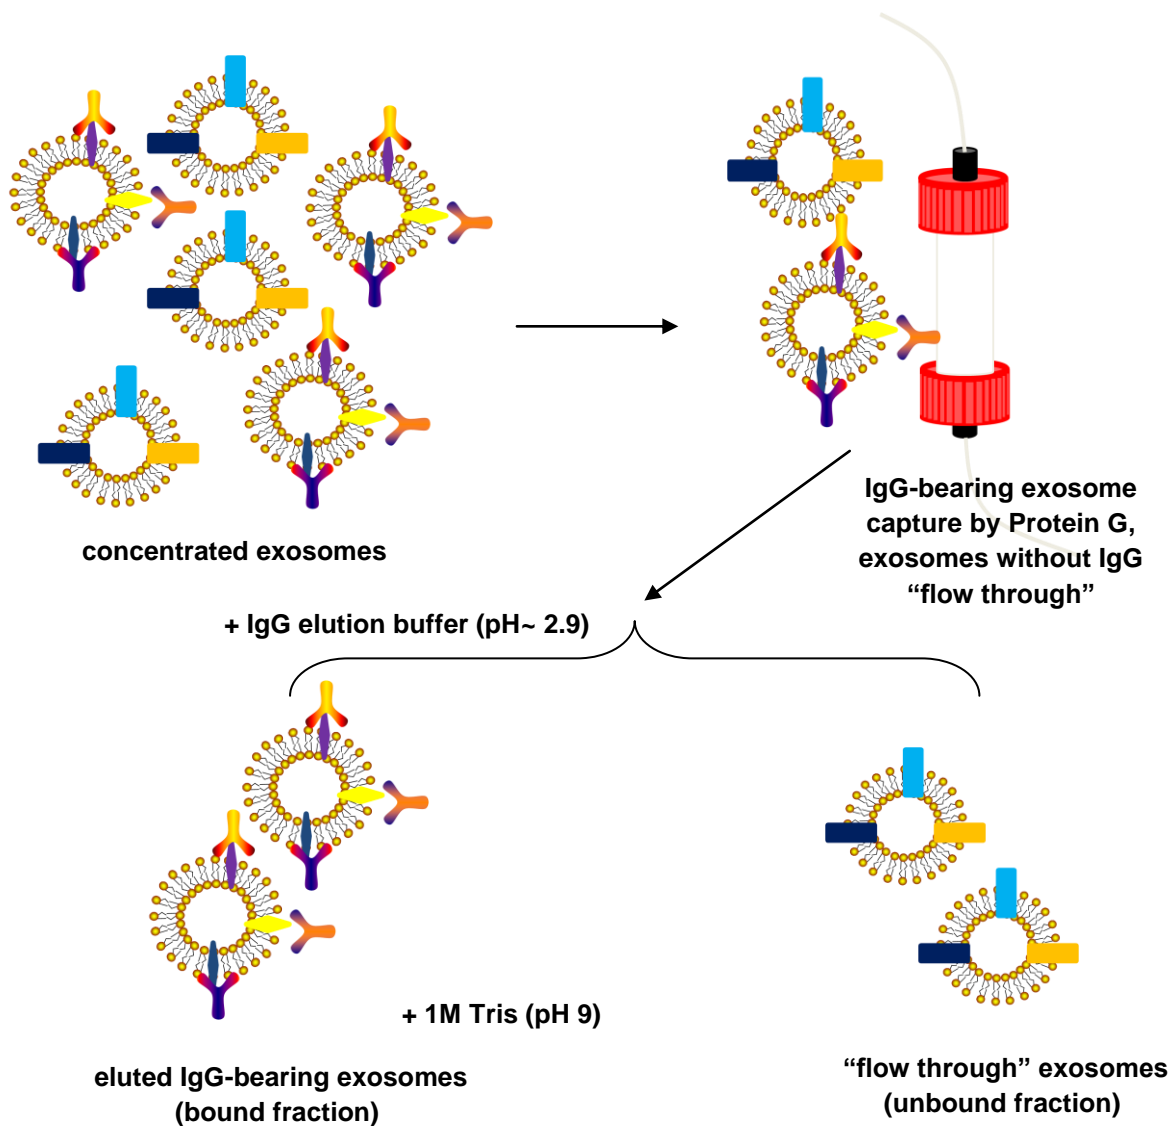 concentrated exosomes
IgG-bearing exosome
capture by Protein G,
exosomes without IgG
“flow through”
+ IgG elution buffer (pH~ 2.9)
+ 1M Tris (pH 9)
eluted IgG-bearing exosomes
(bound fraction)
“flow through” exosomes
(unbound fraction)